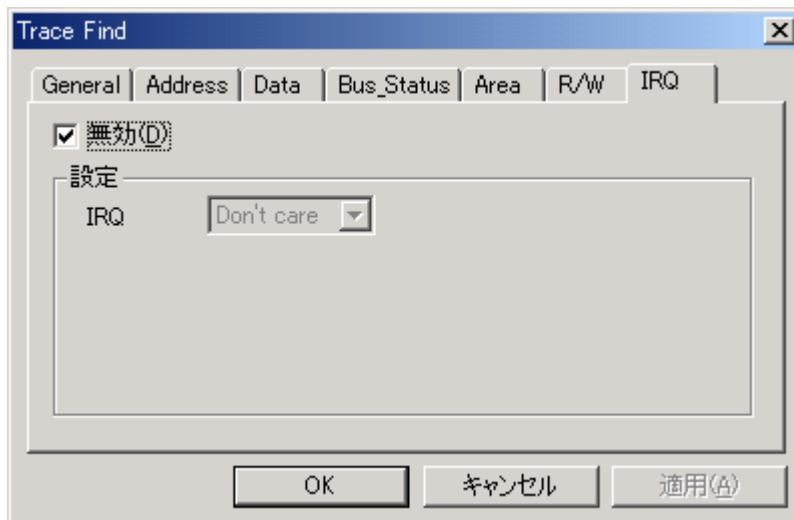 Trace Find
General Address Data Bus_Status Area R/W IRQ
無効(D)
設定
IRQ Don't care
OK キャンセル 適用(A)